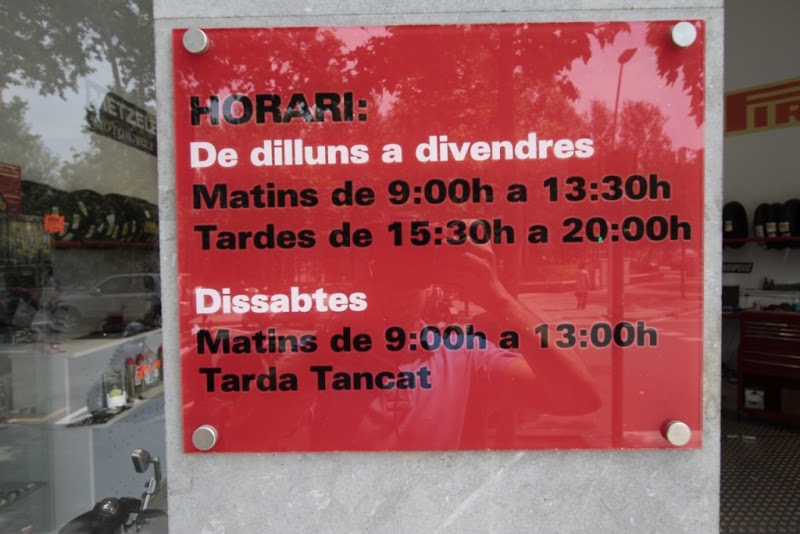 HORARI:
De dilluns a divendres
Matins de 9:00h a 13:30h
Tardes de 15:30h a 20:00h
Dissabtes
Matins de 9:00h a 13:00h
Tarda Tancat